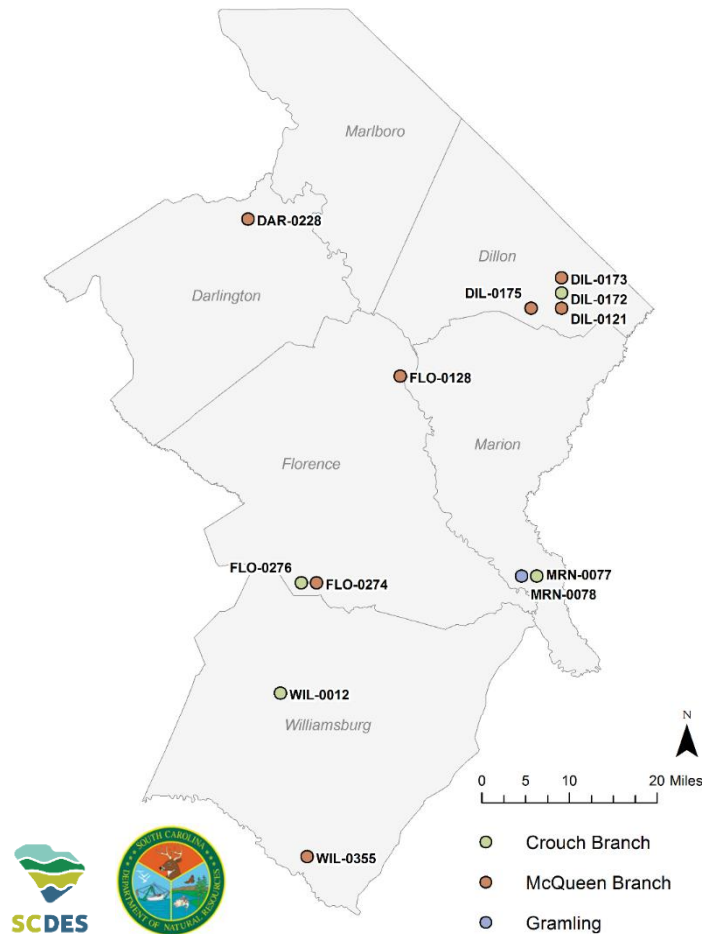 Marlboro
DAR-0228
Darlington
Dillon
DIL-0173
DIL-0175
DIL-0172
DIL-0121
FLO-0128
Marion
Florence
FLO-0276
FLO-0274
MRN-0077
MRN-0078
WIL-0012
Williamsburg
N
0 5 10 20 Miles
Crouch Branch
WIL-0355
McQueen Branch
Gramling
SCDES
SOUTH CAROLINA
DEPARTMENT OF NATURAL RESOURCES